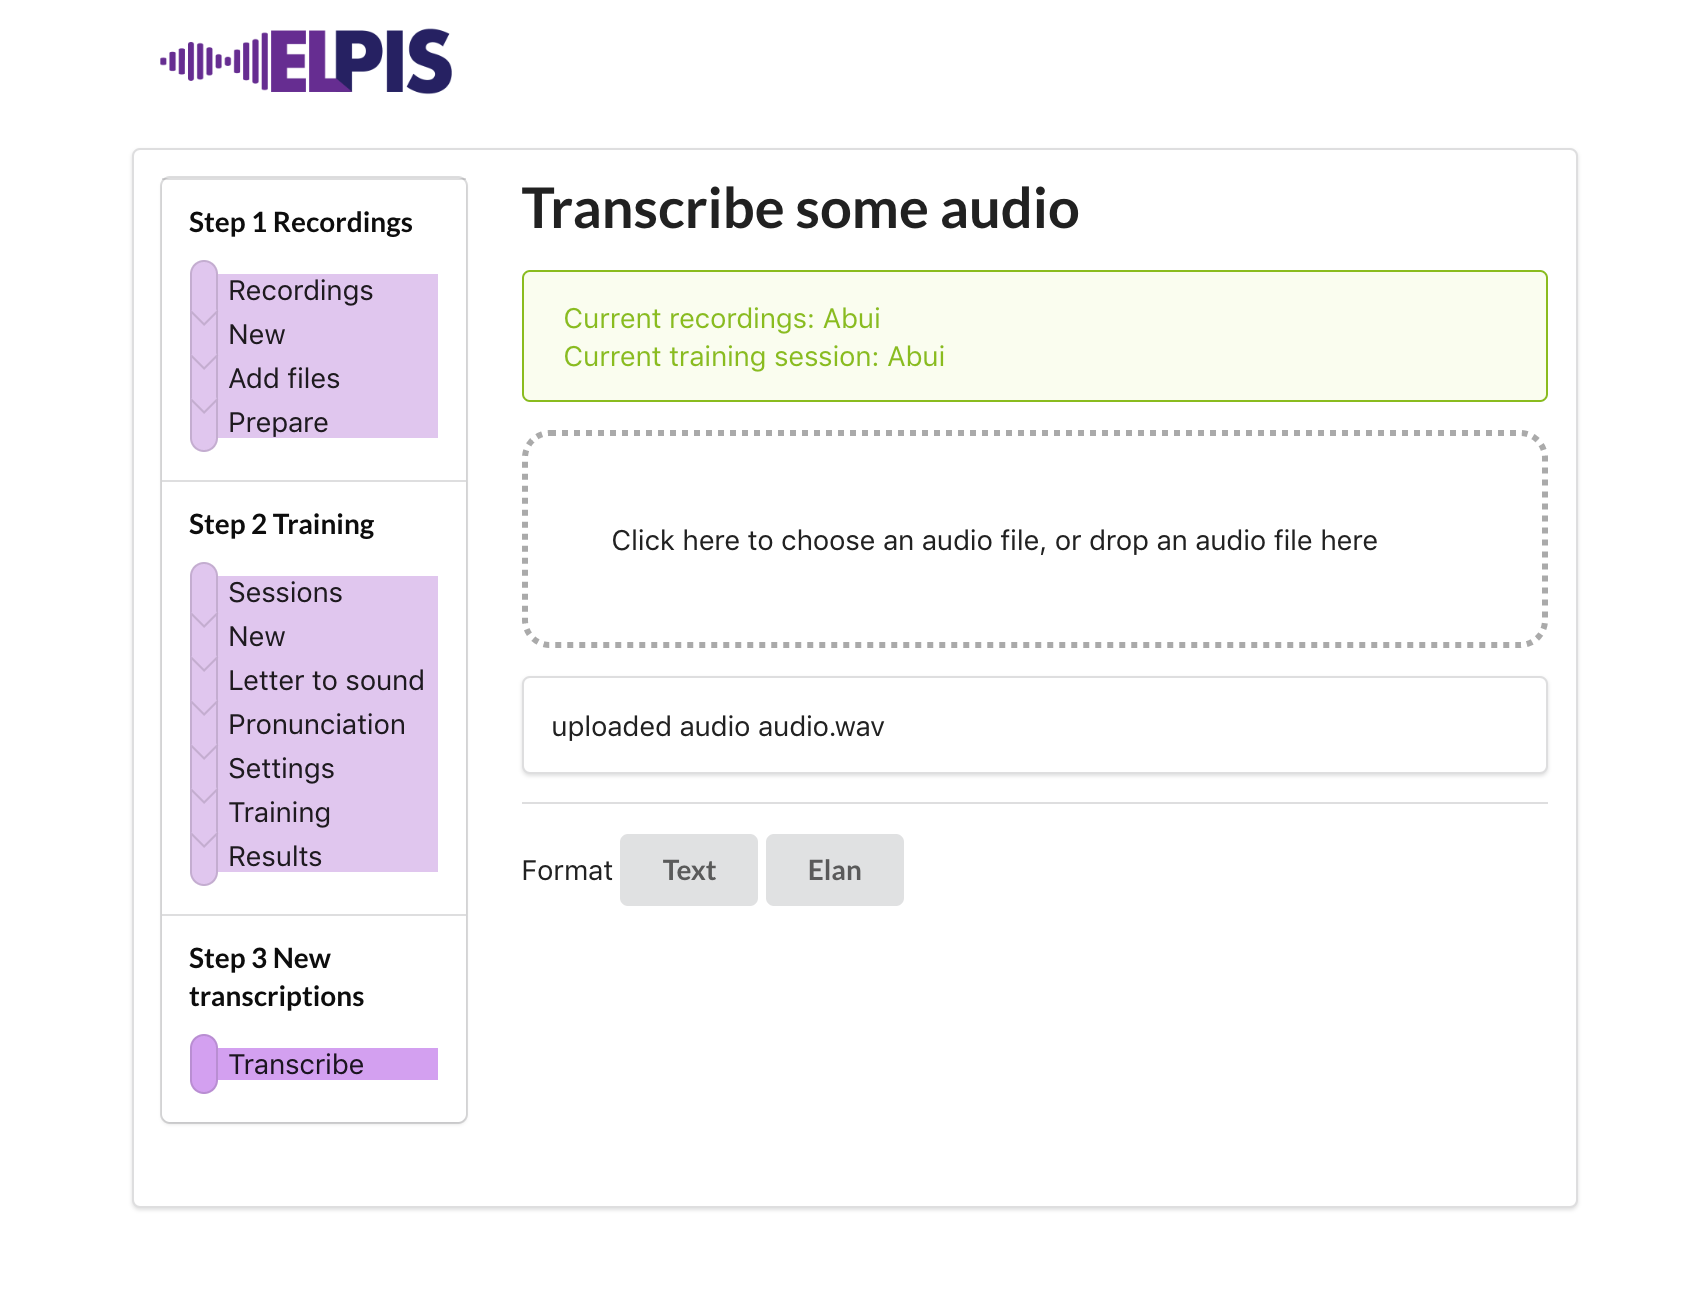 ELPIS
Step 1 Recordings
Recordings
New
Add files
Prepare
Step 2 Training
Sessions
New
Letter to sound
Pronunciation
Settings
Training
Results
Step 3 New
transcriptions
Transcribe
Transcribe some audio
Current recordings: Abui
Current training session: Abui
Click here to choose an audio file, or drop an audio file here
uploaded audio audio.wav
Format Text Elan